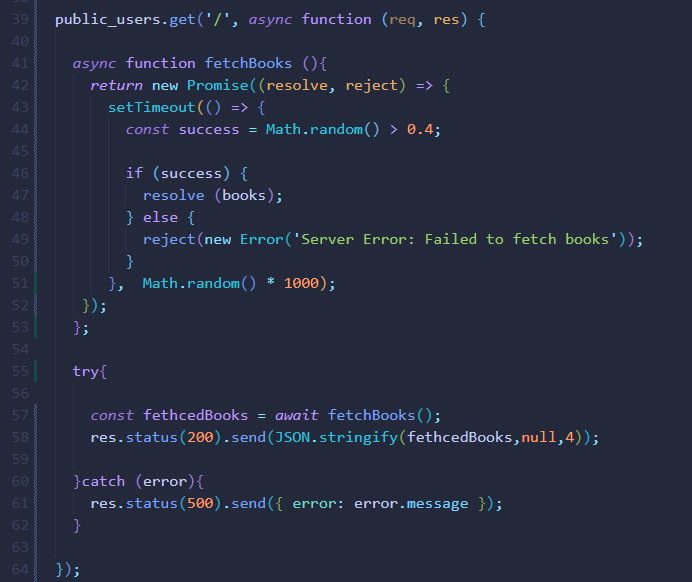 39 public_users.get('/', async function (req, res) {
40
41 async function fetchBooks (){
42 return new Promise((resolve, reject) => {
43 setTimeout(() => {
44 const success = Math.random() > 0.4;
45
46 if (success) {
47 resolve (books);
48 } else {
49 reject(new Error('Server Error: Failed to fetch books'));
50 }
51 }, Math.random() * 1000);
52 });
53 };
54
55 try{
56
57 const fethcedBooks = await fetchBooks();
58 res.status(200).send(JSON.stringify(fethcedBooks,null,4));
59
60 }catch (error){
61 res.status(500).send({ error: error.message });
62 }
63
64 });